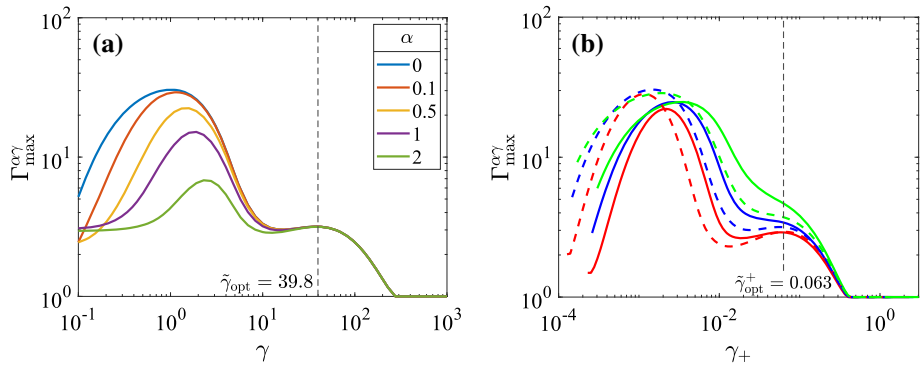 (a)
α
0
0.1
0.5
1
2
Γ^{αγ}_{max}
10^2
10^1
10^0
γ̃_{opt} = 39.8
10^{-1} 10^0 10^1 10^2 10^3
γ
(b)
Γ^{αγ}_{max}
10^2
10^1
10^0
γ̃^+_{opt} = 0.063
10^{-4} 10^{-2} 10^0
γ_+